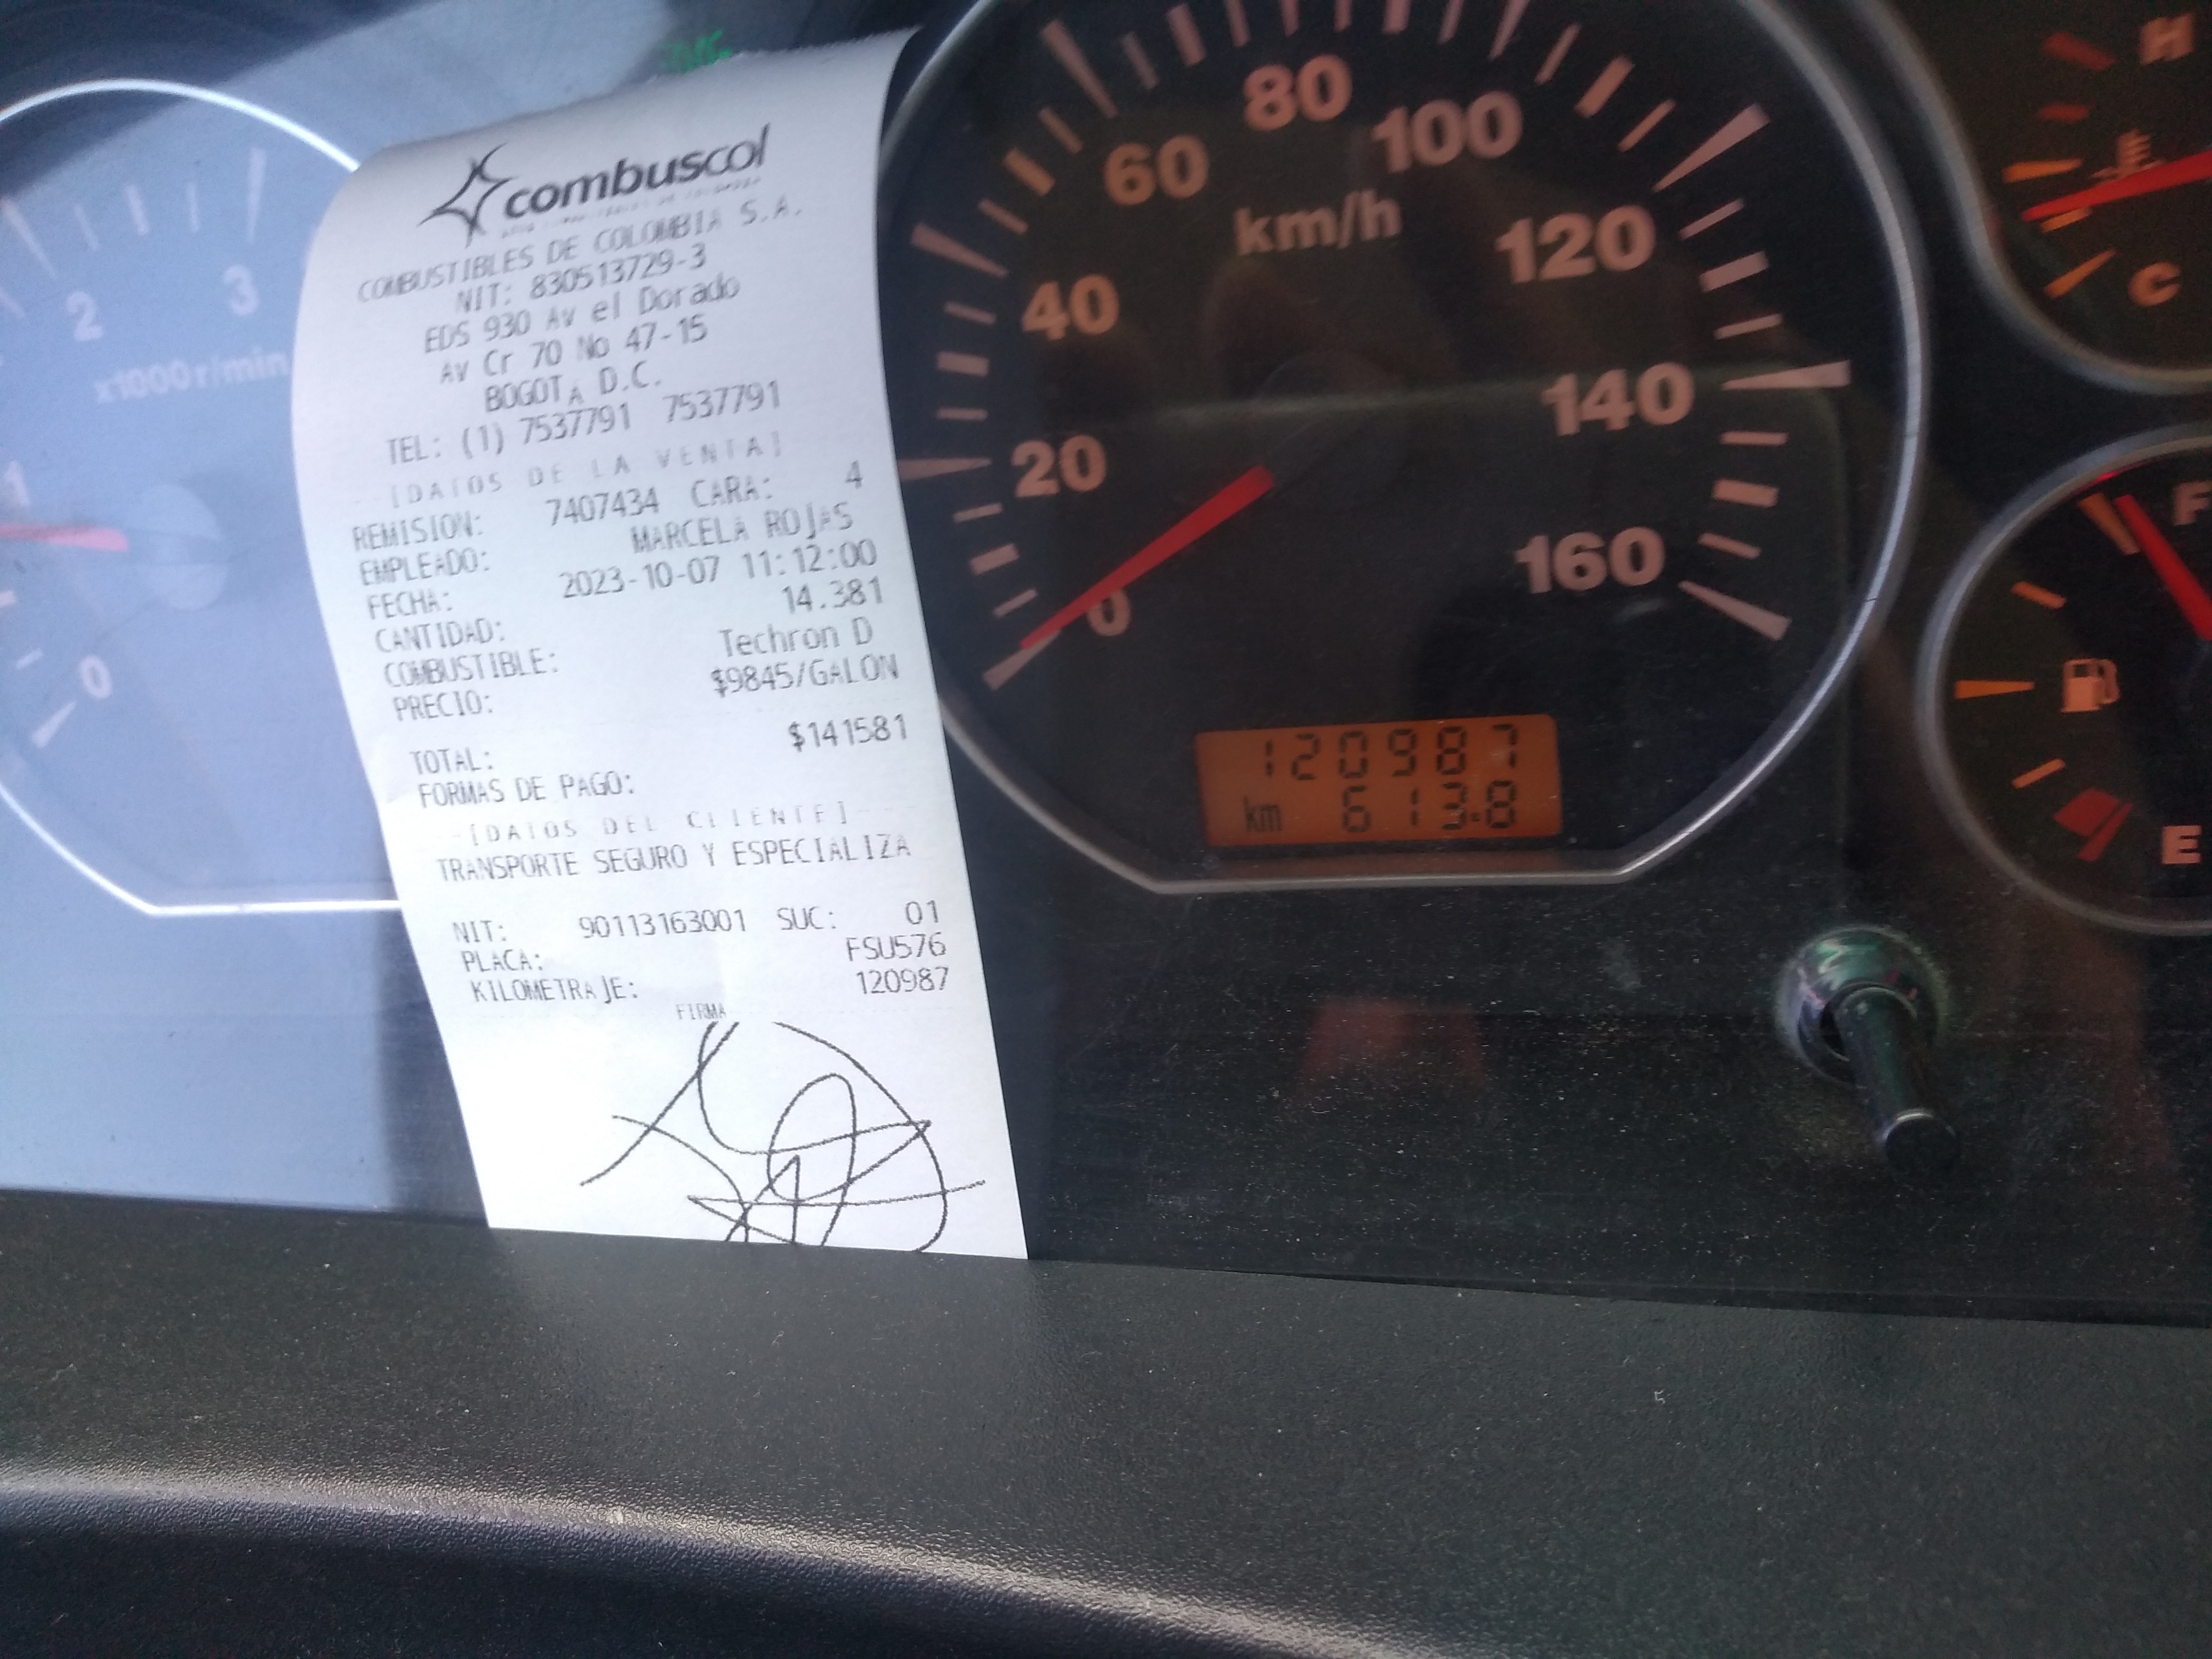 combuscol
COMBUSTIBLES DE COLOMBIA S.A.
NIT: 830513729-3
EDS 930 Av el Dorado
Av Cr 70 No 47-15
BOGOTA D.C.
TEL: (1) 7537791 7537791
[DATOS DE LA VENTA]
REMISION: 7407434 CARA: 4
EMPLEADO: MARCELA ROJAS
FECHA: 2023-10-07 11:12:00
CANTIDAD: 14.381
COMBUSTIBLE: Techron D
PRECIO: $9845/GALON
TOTAL: $141581
FORMAS DE PAGO:
[DATOS DEL CLIENTE]
TRANSPORTE SEGURO Y ESPECIALIZA
NIT: 90113163001 SUC: 01
PLACA: FSU576
KILOMETRAJE: 120987
FIRMA
0
1
2
3
x1000 r/min
0
20
40
60
80
100
120
140
160
km/h
120987
km 613.8
H
C
F
E